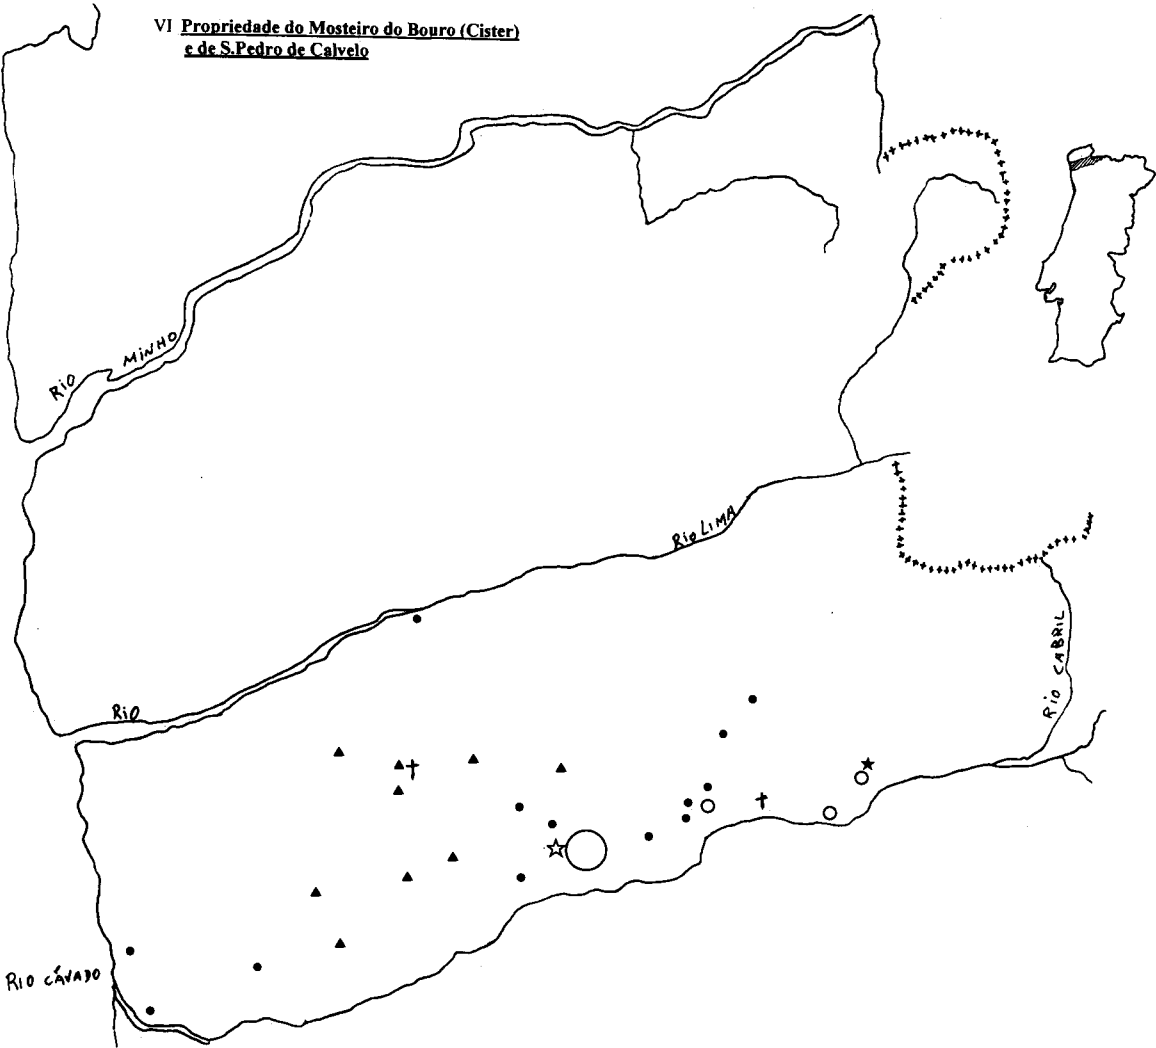 VI Propriedade do Mosteiro do Bouro (Cister)
e de S.Pedro de Calvelo
RIO MINHO
RIO LIMA
RIO
RIO CABRIL
RIO CÁVADO